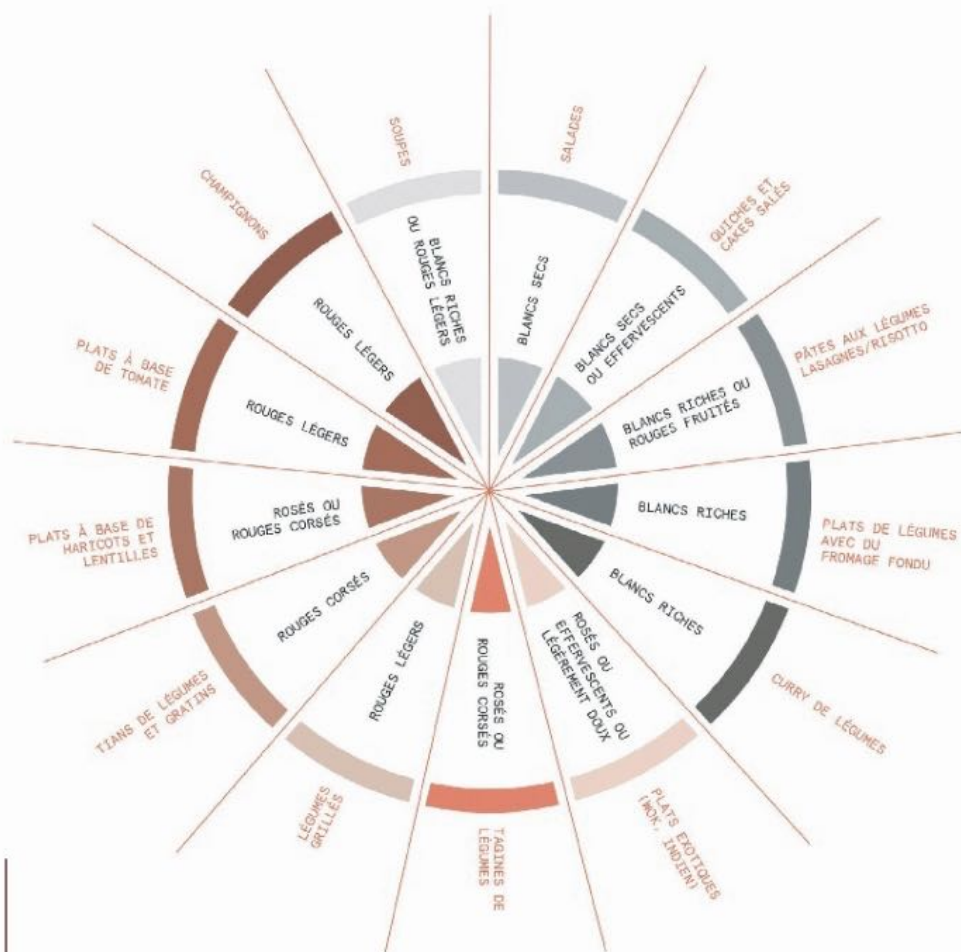 SALADES
BLANCS SECS
QUICHES ET
CAKES SALÉS
BLANCS SECS
OU EFFERVESCENTS
PÂTES AUX LÉGUMES
LASAGNES/RISOTTO
BLANCS RICHES OU
ROUGES FRUITÉS
PLATS DE LÉGUMES
AVEC DU
FROMAGE FONDU
BLANCS RICHES
CURRY DE LÉGUMES
BLANCS RICHES
PLATS EXOTIQUES
(WOK, INDIEN)
ROSÉS OU
EFFERVESCENTS OU
LÉGÈREMENT DOUX
TAGINES DE
LÉGUMES
ROSÉS OU
ROUGES CORSÉS
LÉGUMES
GRILLÉS
ROUGES LÉGERS
TIANS DE LÉGUMES
ET GRATINS
ROUGES CORSÉS
PLATS À BASE DE
HARICOTS ET
LENTILLES
ROSÉS OU
ROUGES CORSÉS
PLATS À BASE
DE TOMATE
ROUGES LÉGERS
CHAMPIGNONS
ROUGES LÉGERS
SOUPES
BLANCS RICHES
OU ROUGES LÉGERS